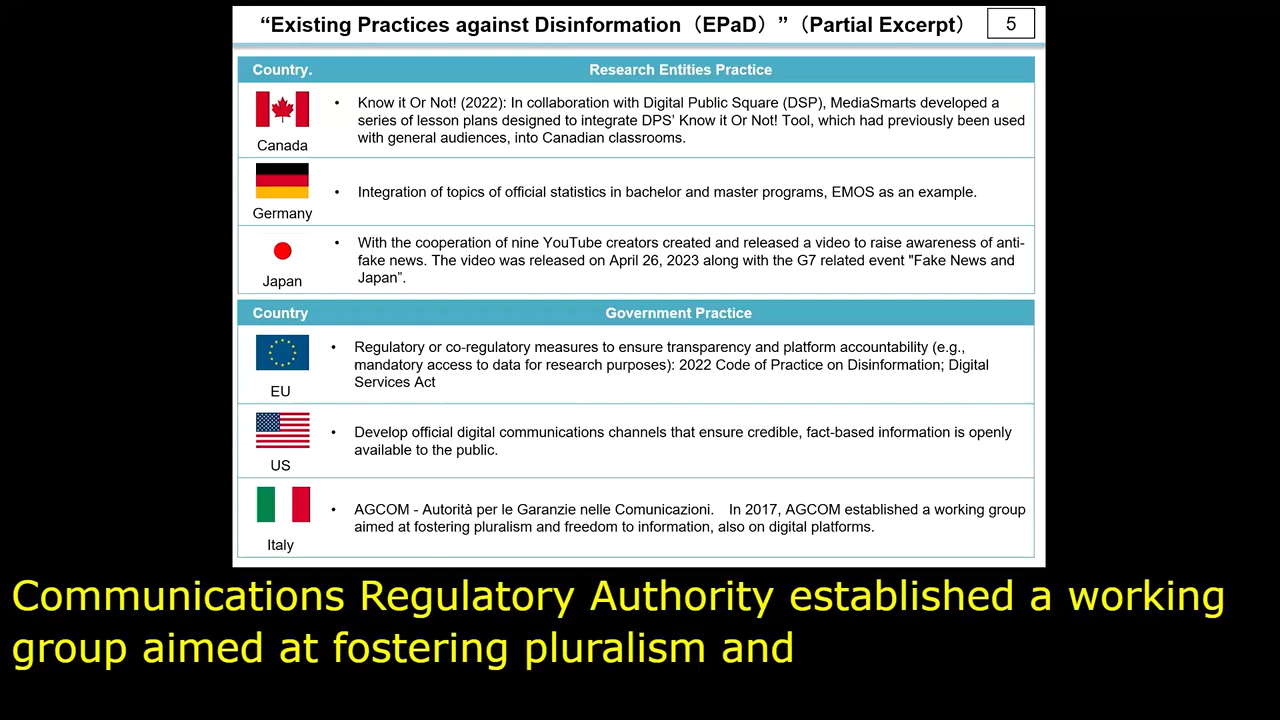 “Existing Practices against Disinformation（EPaD）”（Partial Excerpt）
5
Country.
Research Entities Practice
Canada
• Know it Or Not! (2022): In collaboration with Digital Public Square (DSP), MediaSmarts developed a
series of lesson plans designed to integrate DPS’ Know it Or Not! Tool, which had previously been used
with general audiences, into Canadian classrooms.
Germany
• Integration of topics of official statistics in bachelor and master programs, EMOS as an example.
Japan
• With the cooperation of nine YouTube creators created and released a video to raise awareness of anti-
fake news. The video was released on April 26, 2023 along with the G7 related event "Fake News and
Japan”.
Country
Government Practice
EU
• Regulatory or co-regulatory measures to ensure transparency and platform accountability (e.g.,
mandatory access to data for research purposes): 2022 Code of Practice on Disinformation; Digital
Services Act
US
• Develop official digital communications channels that ensure credible, fact-based information is openly
available to the public.
Italy
• AGCOM - Autorità per le Garanzie nelle Comunicazioni. In 2017, AGCOM established a working group
aimed at fostering pluralism and freedom to information, also on digital platforms.
Communications Regulatory Authority established a working
group aimed at fostering pluralism and